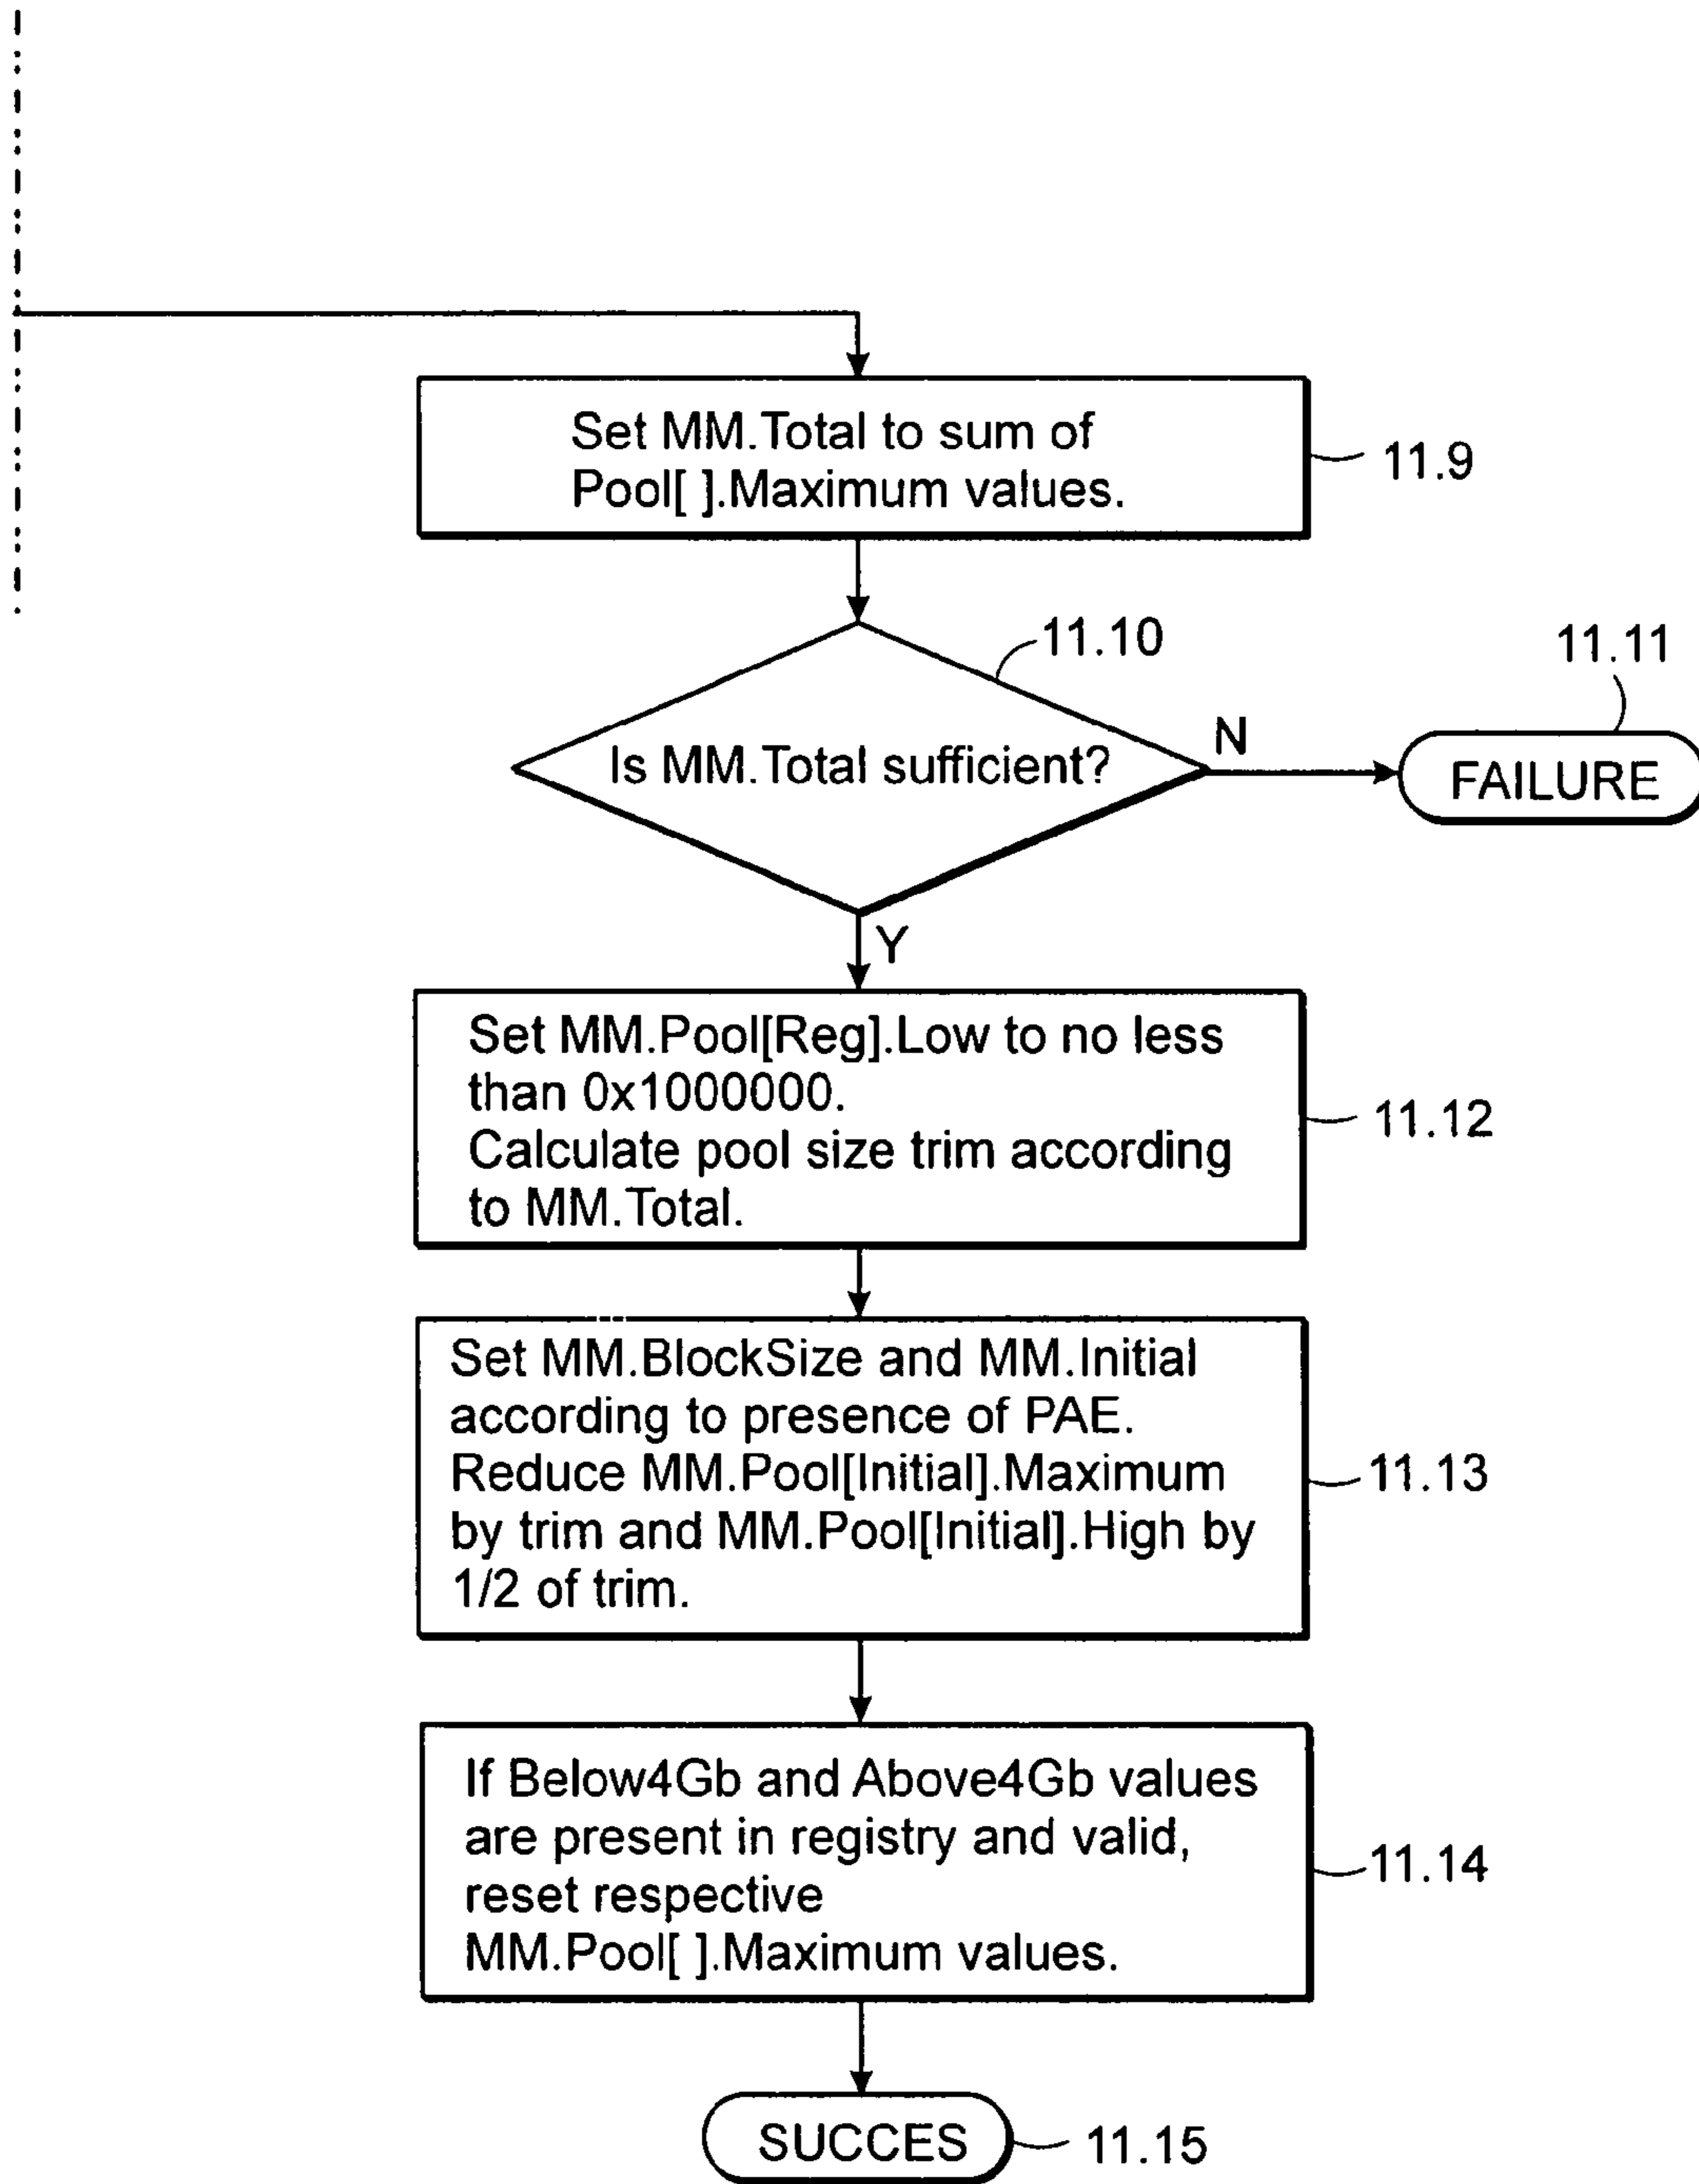 Set MM.Total to sum of
Pool[ ].Maximum values.
11.9
11.10
11.11
Is MM.Total sufficient?
N
FAILURE
Y
Set MM.Pool[Reg].Low to no less
than 0x1000000.
Calculate pool size trim according
to MM.Total.
11.12
Set MM.BlockSize and MM.Initial
according to presence of PAE.
Reduce MM.Pool[Initial].Maximum
by trim and MM.Pool[Initial].High by
1/2 of trim.
11.13
If Below4Gb and Above4Gb values
are present in registry and valid,
reset respective
MM.Pool[ ].Maximum values.
11.14
SUCCES
11.15